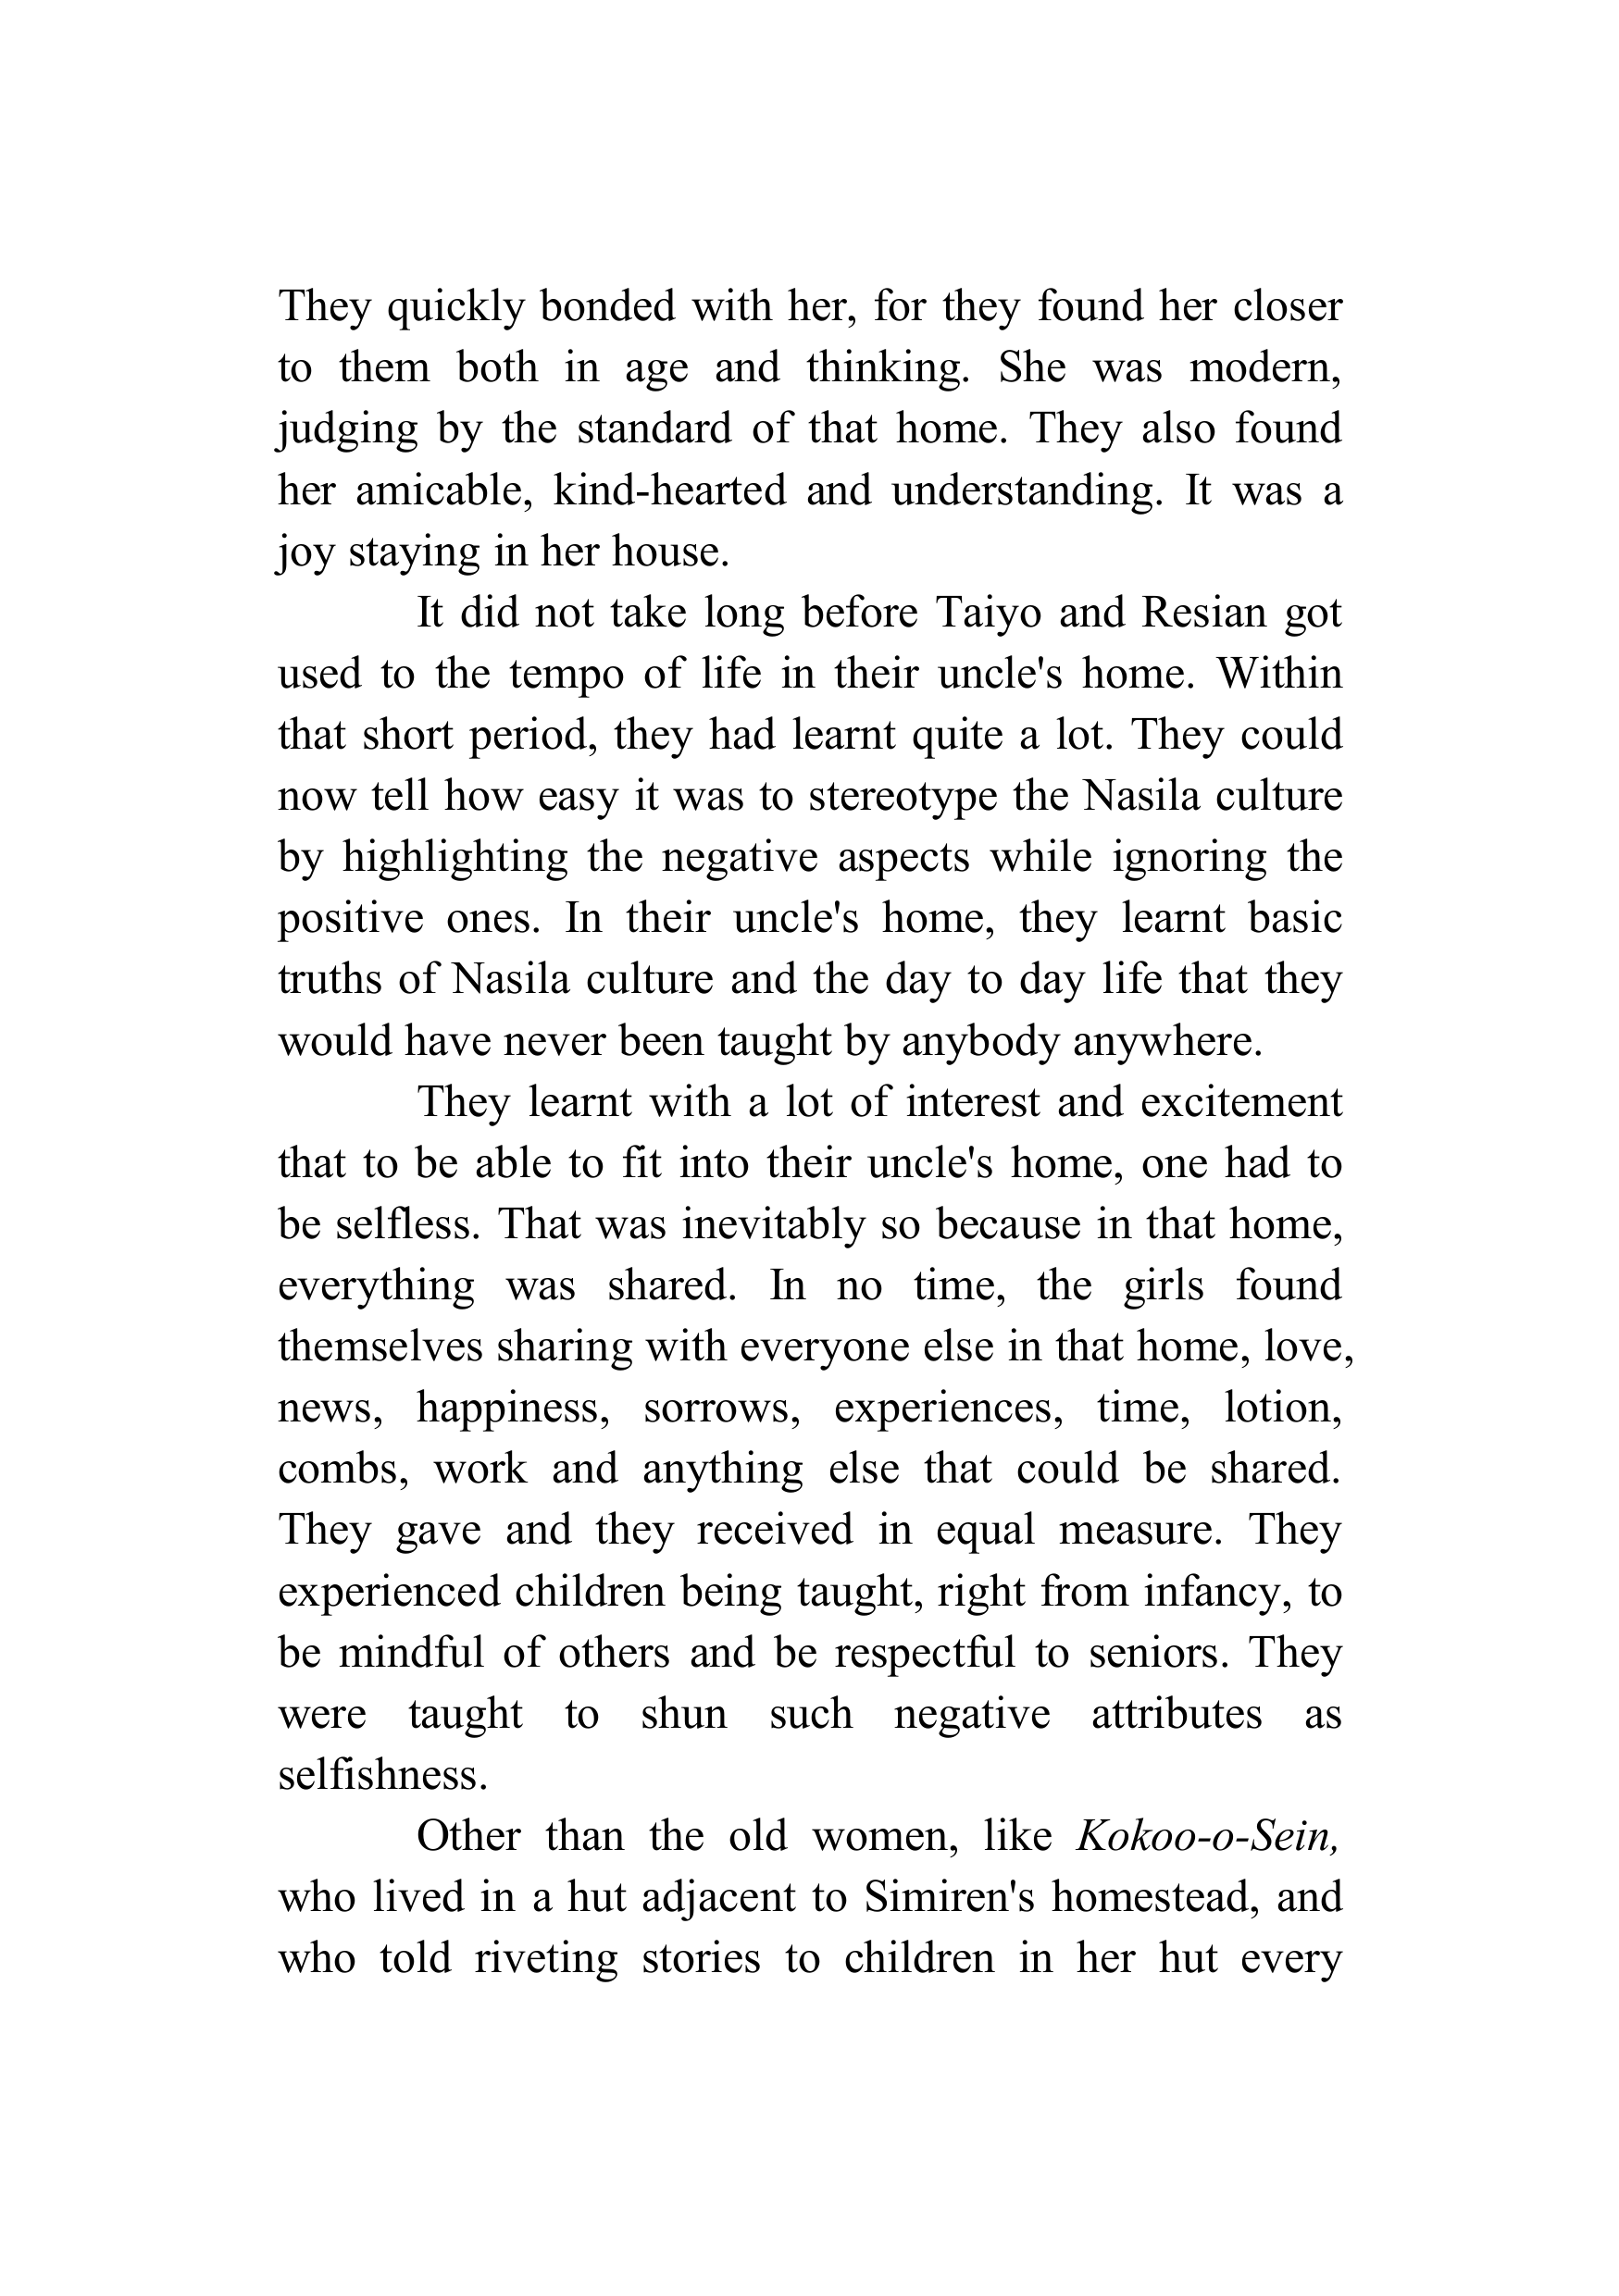 They quickly bonded with her, for they found her closer
to them both in age and thinking. She was modern,
judging by the standard of that home. They also found
her amicable, kind-hearted and understanding. It was a
joy staying in her house.
It did not take long before Taiyo and Resian got
used to the tempo of life in their uncle's home. Within
that short period, they had learnt quite a lot. They could
now tell how easy it was to stereotype the Nasila culture
by highlighting the negative aspects while ignoring the
positive ones. In their uncle's home, they learnt basic
truths of Nasila culture and the day to day life that they
would have never been taught by anybody anywhere.
They learnt with a lot of interest and excitement
that to be able to fit into their uncle's home, one had to
be selfless. That was inevitably so because in that home,
everything was shared. In no time, the girls found
themselves sharing with everyone else in that home, love,
news, happiness, sorrows, experiences, time, lotion,
combs, work and anything else that could be shared.
They gave and they received in equal measure. They
experienced children being taught, right from infancy, to
be mindful of others and be respectful to seniors. They
were taught to shun such negative attributes as
selfishness.
Other than the old women, like Kokoo-o-Sein,
who lived in a hut adjacent to Simiren's homestead, and
who told riveting stories to children in her hut every